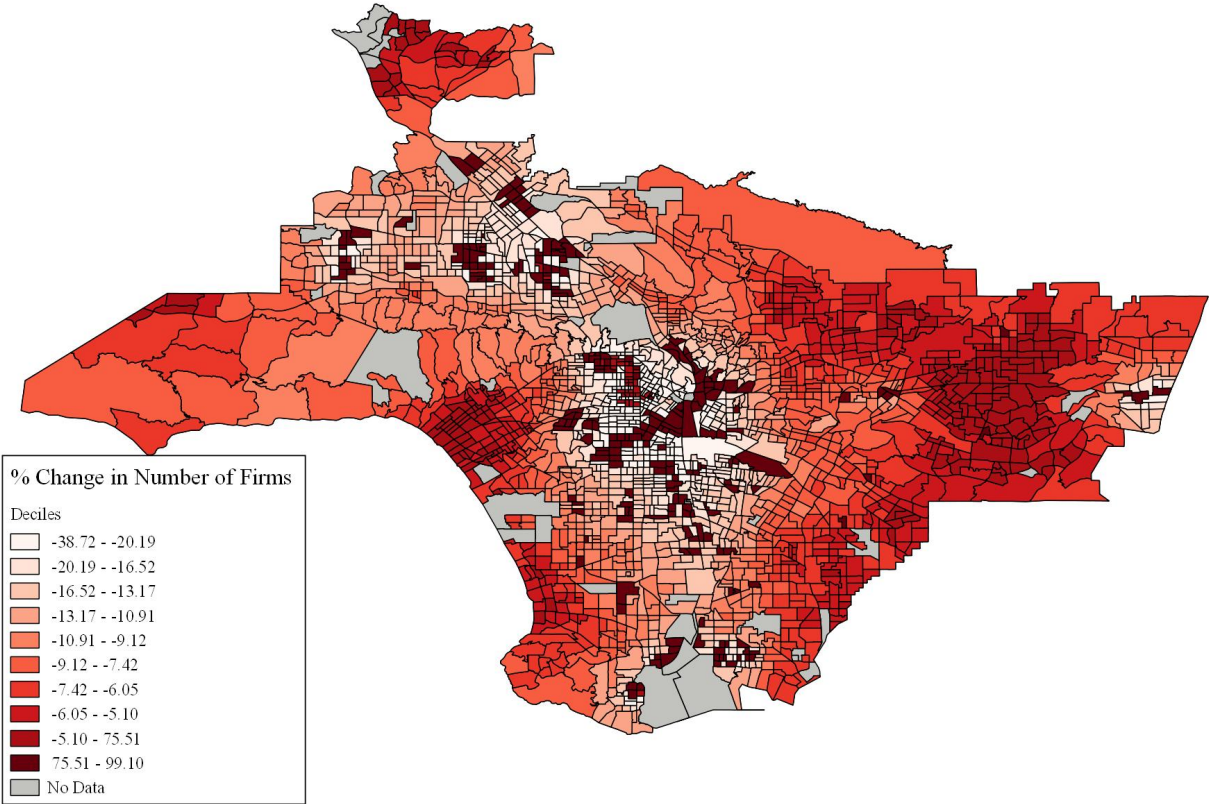 % Change in Number of Firms
Deciles
-38.72 - -20.19
-20.19 - -16.52
-16.52 - -13.17
-13.17 - -10.91
-10.91 - -9.12
-9.12 - -7.42
-7.42 - -6.05
-6.05 - -5.10
-5.10 - 75.51
75.51 - 99.10
No Data